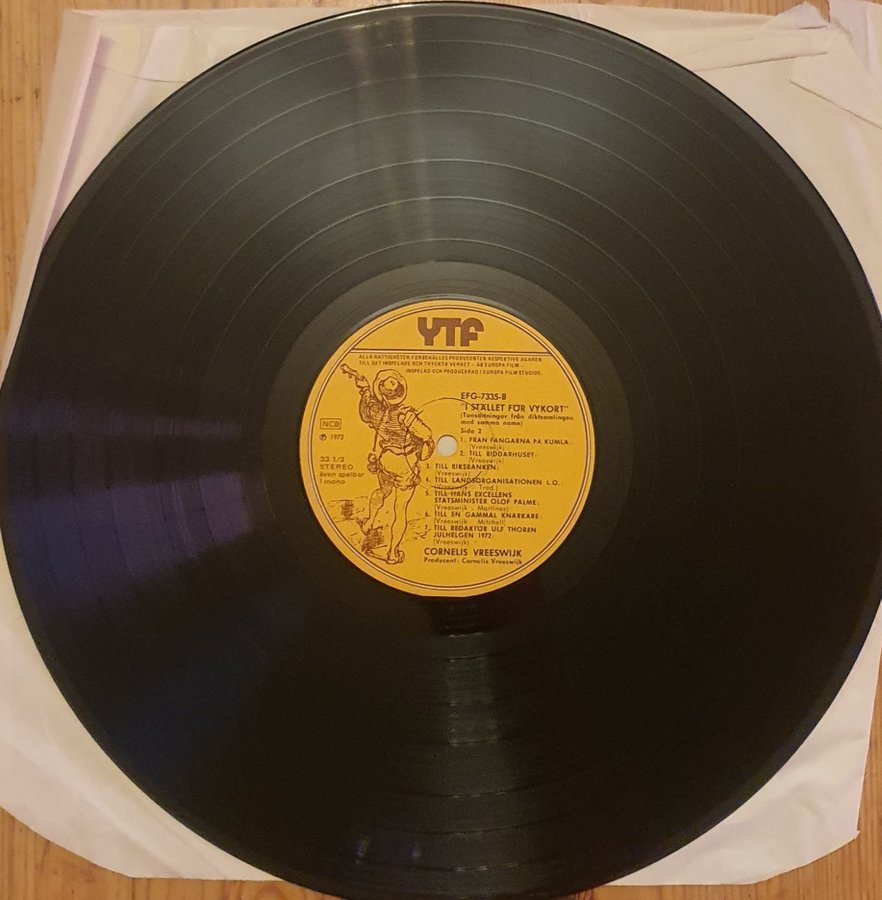 YTF
ALLA RÄTTIGHETER FÖRBEHÅLLES PRODUCENTEN RESPEKTIVE ÄGAREN
TILL DET INSPELADE OCH TRYCKTA VERKET – AB EUROPA FILM –
INSPELAD OCH PRODUCERAD I EUROPA FILM STUDIOS.
EFG-7335-B
"I STÄLLET FÖR VYKORT"
(Tonsättningar från diktsamlingen
med samma namn)
Side 2
1. FRÅN FÅNGARNA PÅ KUMLA:
(Vreeswijk)
2. TILL RIDDARHUSET:
(Vreeswijk)
3. TILL RIKSBANKEN:
(Vreeswijk)
4. TILL LANDSORGANISATIONEN L.O.:
(Vreeswijk - Trad)
5. TILL HANS EXCELLENS
STATSMINISTER OLOF PALME:
(Vreeswijk - Martinez)
6. TILL EN GAMMAL KNARKARE:
(Vreeswijk - Mitchell)
7. TILL REDAKTÖR ULF THORÉN
JULHELGEN 1972:
(Vreeswijk)
CORNELIS VREESWIJK
Producent: Cornelis Vreeswijk
NCB
Ⓟ 1973
33 1/3
STEREO
även spelbar
i mono